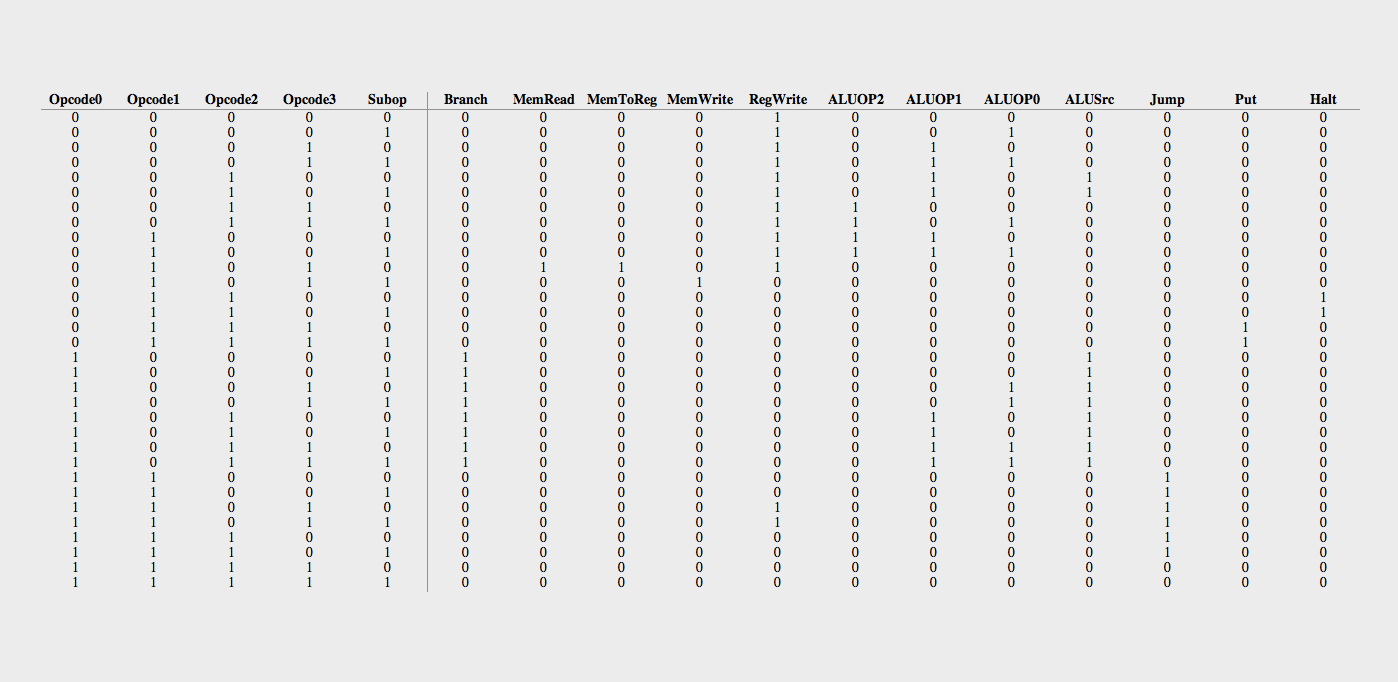 Opcode0 Opcode1 Opcode2 Opcode3 Subop Branch MemRead MemToReg MemWrite RegWrite ALUOP2 ALUOP1 ALUOP0 ALUSrc Jump Put Halt
0 0 0 0 0 0 0 0 0 1 0 0 0 0 0 0 0
0 0 0 0 1 0 0 0 0 1 0 0 1 0 0 0 0
0 0 0 1 0 0 0 0 0 1 0 1 0 0 0 0 0
0 0 0 1 1 0 0 0 0 1 0 1 1 0 0 0 0
0 0 1 0 0 0 0 0 0 1 0 1 0 1 0 0 0
0 0 1 0 1 0 0 0 0 1 0 1 0 1 0 0 0
0 0 1 1 0 0 0 0 0 1 1 0 0 0 0 0 0
0 0 1 1 1 0 0 0 0 1 1 0 1 0 0 0 0
0 1 0 0 0 0 0 0 0 1 1 1 0 0 0 0 0
0 1 0 0 1 0 0 0 0 1 1 1 1 0 0 0 0
0 1 0 1 0 0 1 1 0 1 0 0 0 0 0 0 0
0 1 0 1 1 0 0 0 1 0 0 0 0 0 0 0 0
0 1 1 0 0 0 0 0 0 0 0 0 0 0 0 0 1
0 1 1 0 1 0 0 0 0 0 0 0 0 0 0 0 1
0 1 1 1 0 0 0 0 0 0 0 0 0 0 0 1 0
0 1 1 1 1 0 0 0 0 0 0 0 0 0 0 1 0
1 0 0 0 0 1 0 0 0 0 0 0 0 1 0 0 0
1 0 0 0 1 1 0 0 0 0 0 0 0 1 0 0 0
1 0 0 1 0 1 0 0 0 0 0 0 1 1 0 0 0
1 0 0 1 1 1 0 0 0 0 0 0 1 1 0 0 0
1 0 1 0 0 1 0 0 0 0 0 1 0 1 0 0 0
1 0 1 0 1 1 0 0 0 0 0 1 0 1 0 0 0
1 0 1 1 0 1 0 0 0 0 0 1 1 1 0 0 0
1 0 1 1 1 1 0 0 0 0 0 1 1 1 0 0 0
1 1 0 0 0 0 0 0 0 0 0 0 0 0 1 0 0
1 1 0 0 1 0 0 0 0 0 0 0 0 0 1 0 0
1 1 0 1 0 0 0 0 0 1 0 0 0 0 1 0 0
1 1 0 1 1 0 0 0 0 1 0 0 0 0 1 0 0
1 1 1 0 0 0 0 0 0 0 0 0 0 0 1 0 0
1 1 1 0 1 0 0 0 0 0 0 0 0 0 1 0 0
1 1 1 1 0 0 0 0 0 0 0 0 0 0 0 0 0
1 1 1 1 1 0 0 0 0 0 0 0 0 0 0 0 0